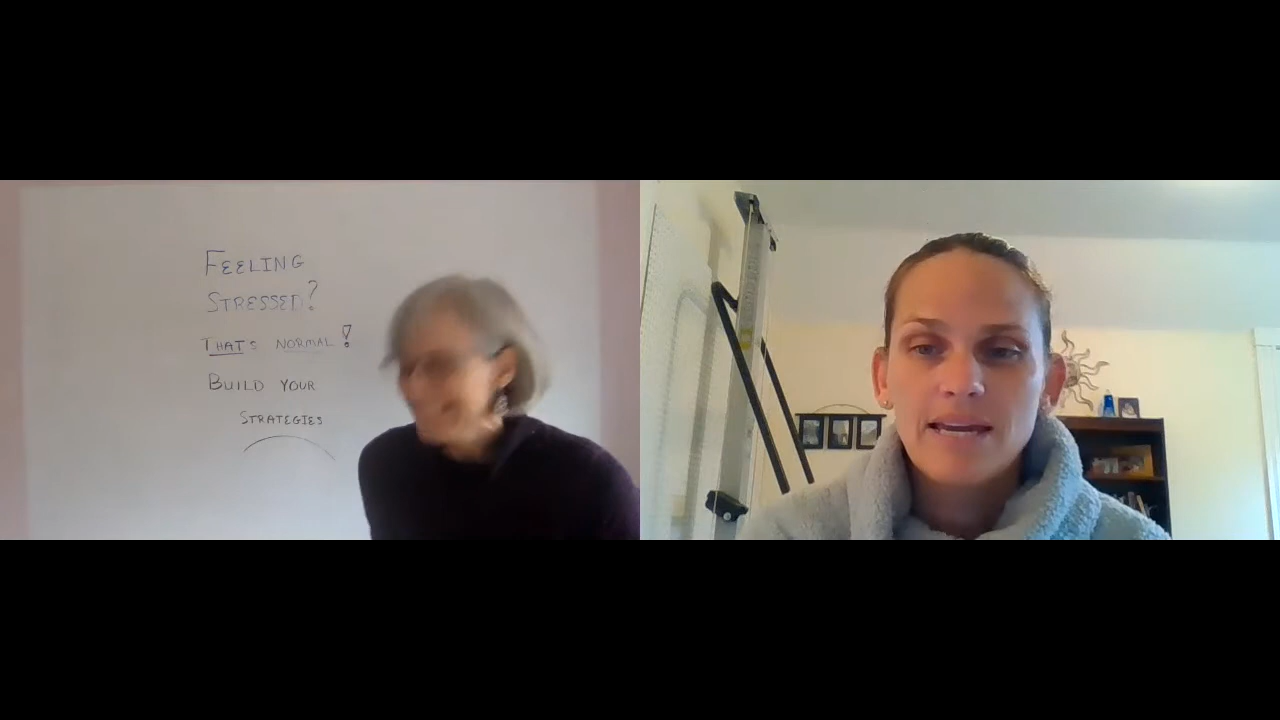 FEELING
STRESSED?
THAT'S NORMAL!
BUILD YOUR
STRATEGIES